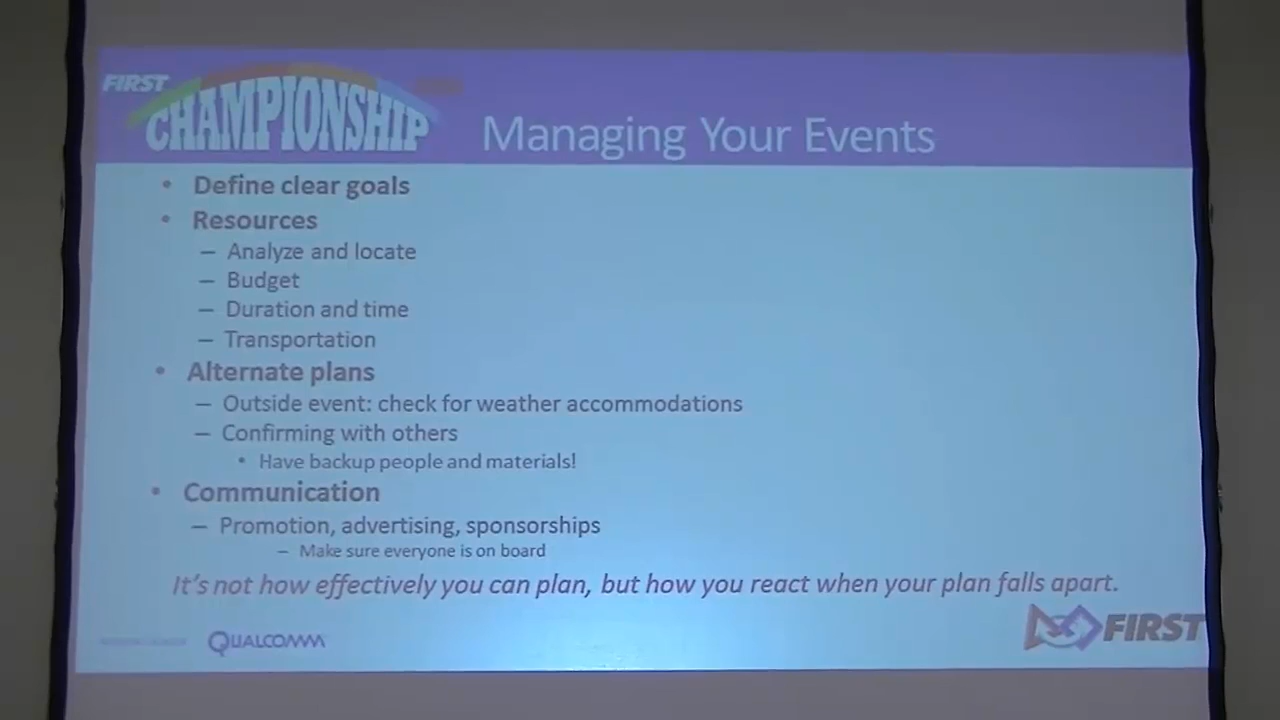 FIRST
CHAMPIONSHIP
Managing Your Events
• Define clear goals
• Resources
– Analyze and locate
– Budget
– Duration and time
– Transportation
• Alternate plans
– Outside event: check for weather accommodations
– Confirming with others
• Have backup people and materials!
• Communication
– Promotion, advertising, sponsorships
– Make sure everyone is on board
It's not how effectively you can plan, but how you react when your plan falls apart.
QUALCOMM
FIRST